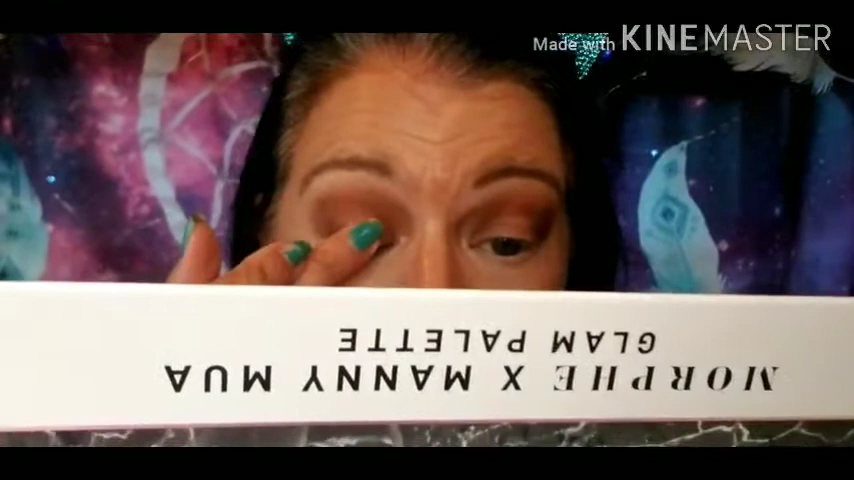 Made with KINEMASTER
MORPHE X MANNY MUA
GLAM PALETTE